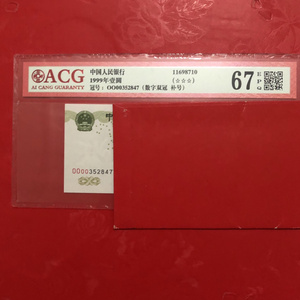 ACG
AI CANG GUARANTY
中国人民银行 11698710
1999年壹圆 (☆☆☆)
冠号：OO00352847（数字双冠 补号）
67 EPQ
OO00352847